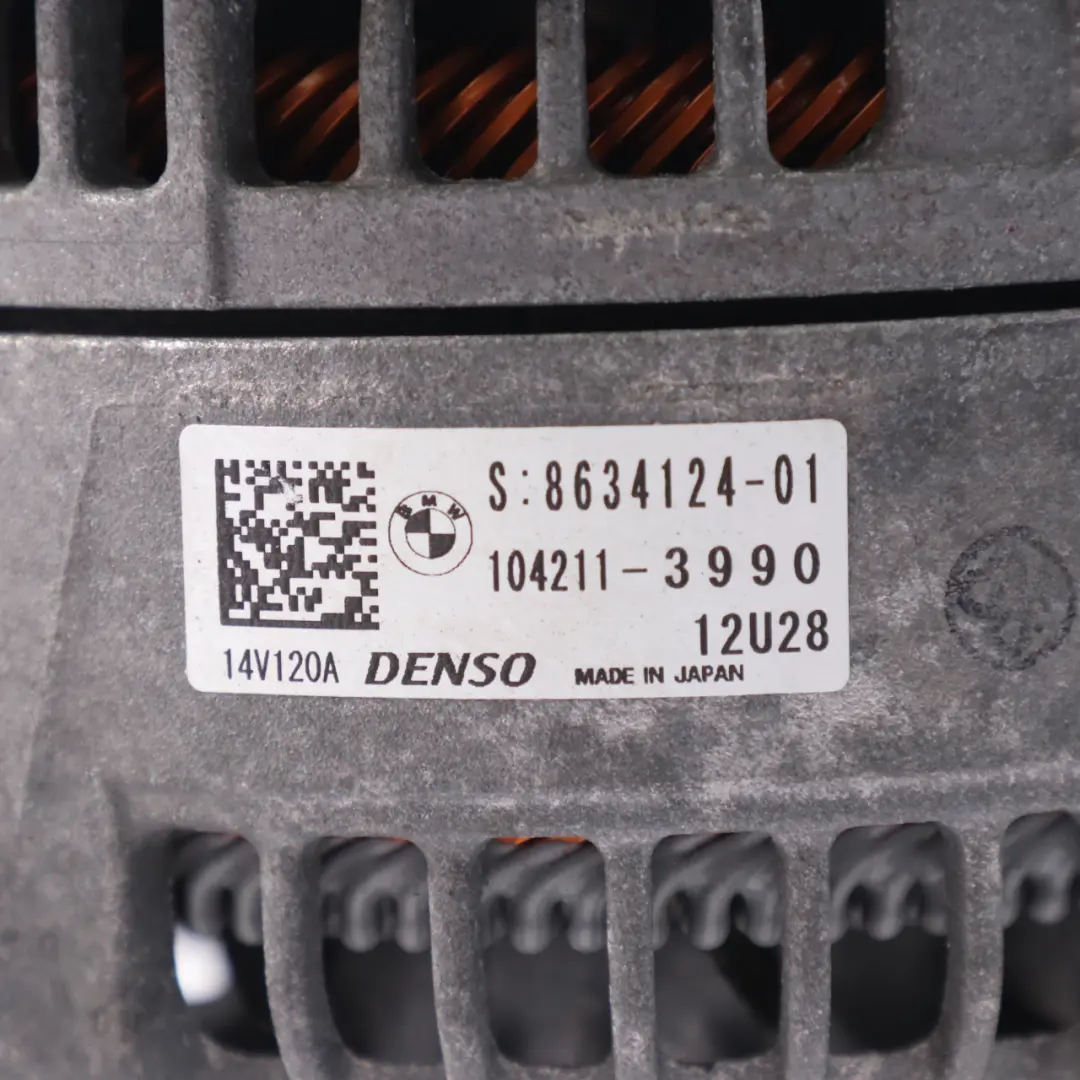 BMW
S:8634124-01
104211-3990
12U28
14V120A DENSO MADE IN JAPAN